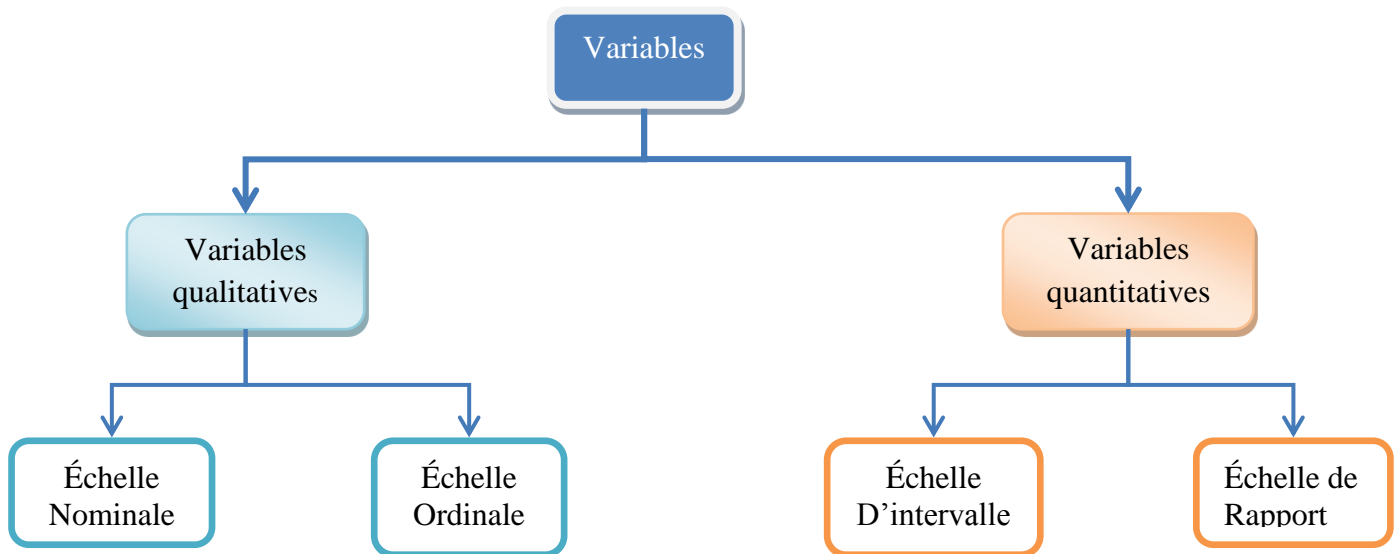 Variables
Variables
qualitatives
Variables
quantitatives
Échelle
Nominale
Échelle
Ordinale
Échelle
D’intervalle
Échelle de
Rapport